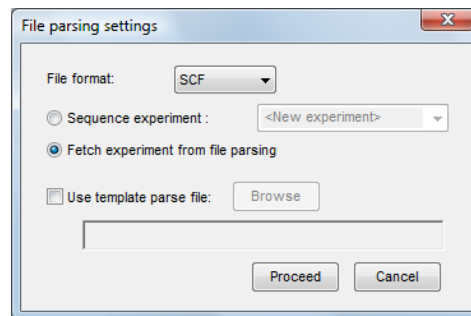 File parsing settings
File format: SCF
Sequence experiment : <New experiment>
Fetch experiment from file parsing
Use template parse file: Browse
Proceed Cancel